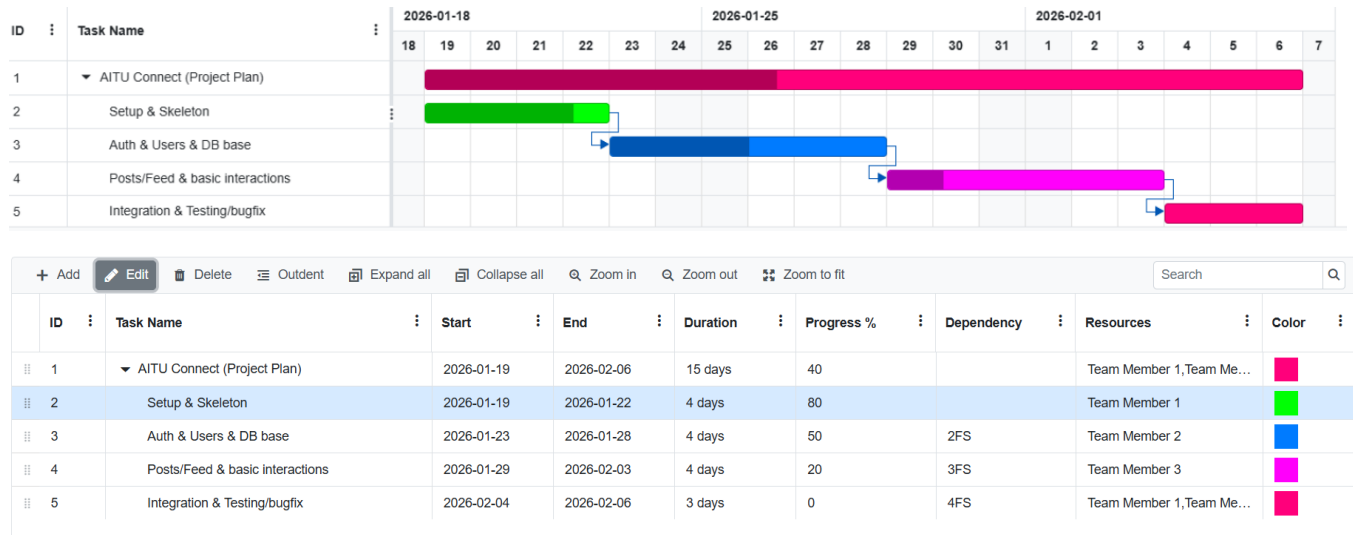 2026-01-18 2026-01-25 2026-02-01
ID Task Name
18 19 20 21 22 23 24 25 26 27 28 29 30 31 1 2 3 4 5 6 7
1 AITU Connect (Project Plan)
2 Setup & Skeleton
3 Auth & Users & DB base
4 Posts/Feed & basic interactions
5 Integration & Testing/bugfix
Add Edit Delete Outdent Expand all Collapse all Zoom in Zoom out Zoom to fit Search
ID Task Name Start End Duration Progress % Dependency Resources Color
1 AITU Connect (Project Plan) 2026-01-19 2026-02-06 15 days 40 Team Member 1,Team Me...
2 Setup & Skeleton 2026-01-19 2026-01-22 4 days 80 Team Member 1
3 Auth & Users & DB base 2026-01-23 2026-01-28 4 days 50 2FS Team Member 2
4 Posts/Feed & basic interactions 2026-01-29 2026-02-03 4 days 20 3FS Team Member 3
5 Integration & Testing/bugfix 2026-02-04 2026-02-06 3 days 0 4FS Team Member 1,Team Me...